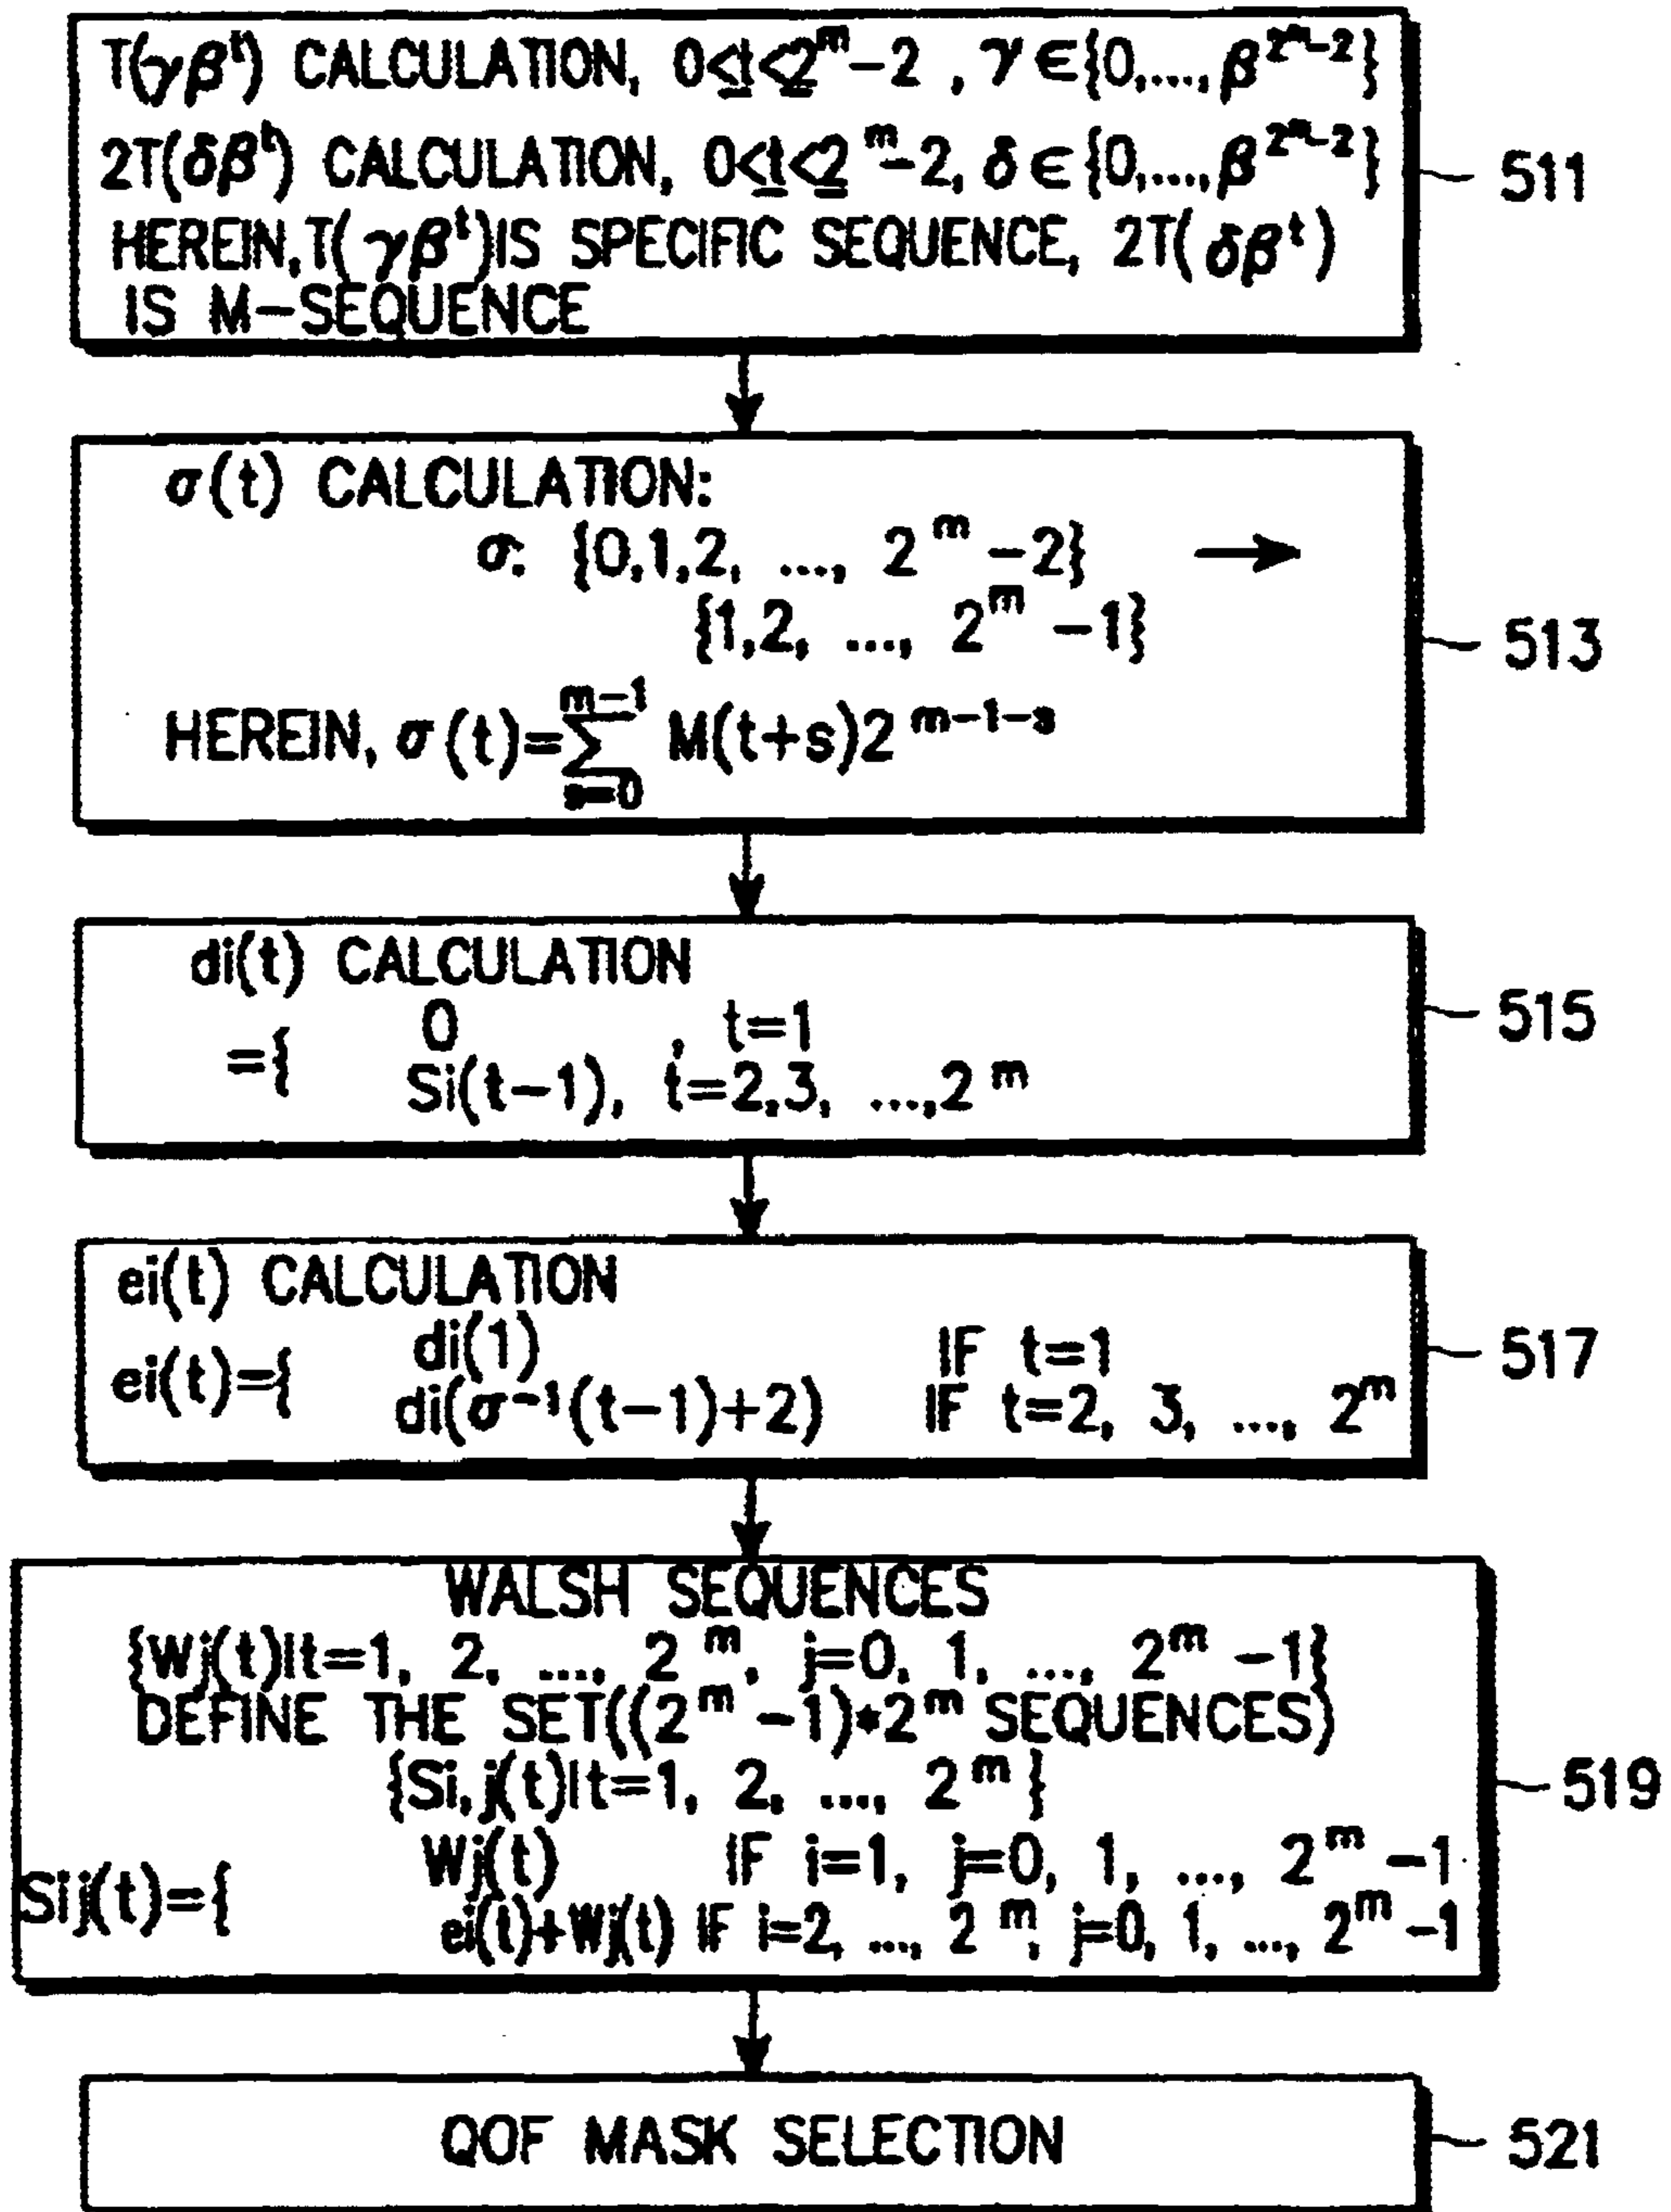 T(γβ^t) CALCULATION, 0≤t≤2^m-2 , γ∈{0,..., β^2^m-2}
2T(δβ^t) CALCULATION, 0≤t≤2^m-2, δ∈{0,..., β^2^m-2}
HEREIN,T(γβ^t)IS SPECIFIC SEQUENCE, 2T(δβ^t)
IS M-SEQUENCE
511
σ(t) CALCULATION:
σ: {0,1,2, ..., 2^m -2} →
{1,2, ..., 2^m -1}
HEREIN, σ(t)=∑_{s=0}^{m-1} M(t+s)2^{m-1-s}
513
di(t) CALCULATION
={ 0 , t=1
Si(t-1), t=2,3, ...,2^m
515
ei(t) CALCULATION
ei(t)={ di(1) IF t=1
di(σ^-1(t-1)+2) IF t=2, 3, ..., 2^m
517
WALSH SEQUENCES
{Wj(t)|t=1, 2, ..., 2^m, j=0, 1, ..., 2^m -1}
DEFINE THE SET((2^m -1)*2^m SEQUENCES)
{Si,j(t)|t=1, 2, ..., 2^m}
Sij(t)={ Wj(t) IF i=1, j=0, 1, ..., 2^m -1
ei(t)+Wj(t) IF i=2, ..., 2^m, j=0, 1, ..., 2^m -1
519
QOF MASK SELECTION
521